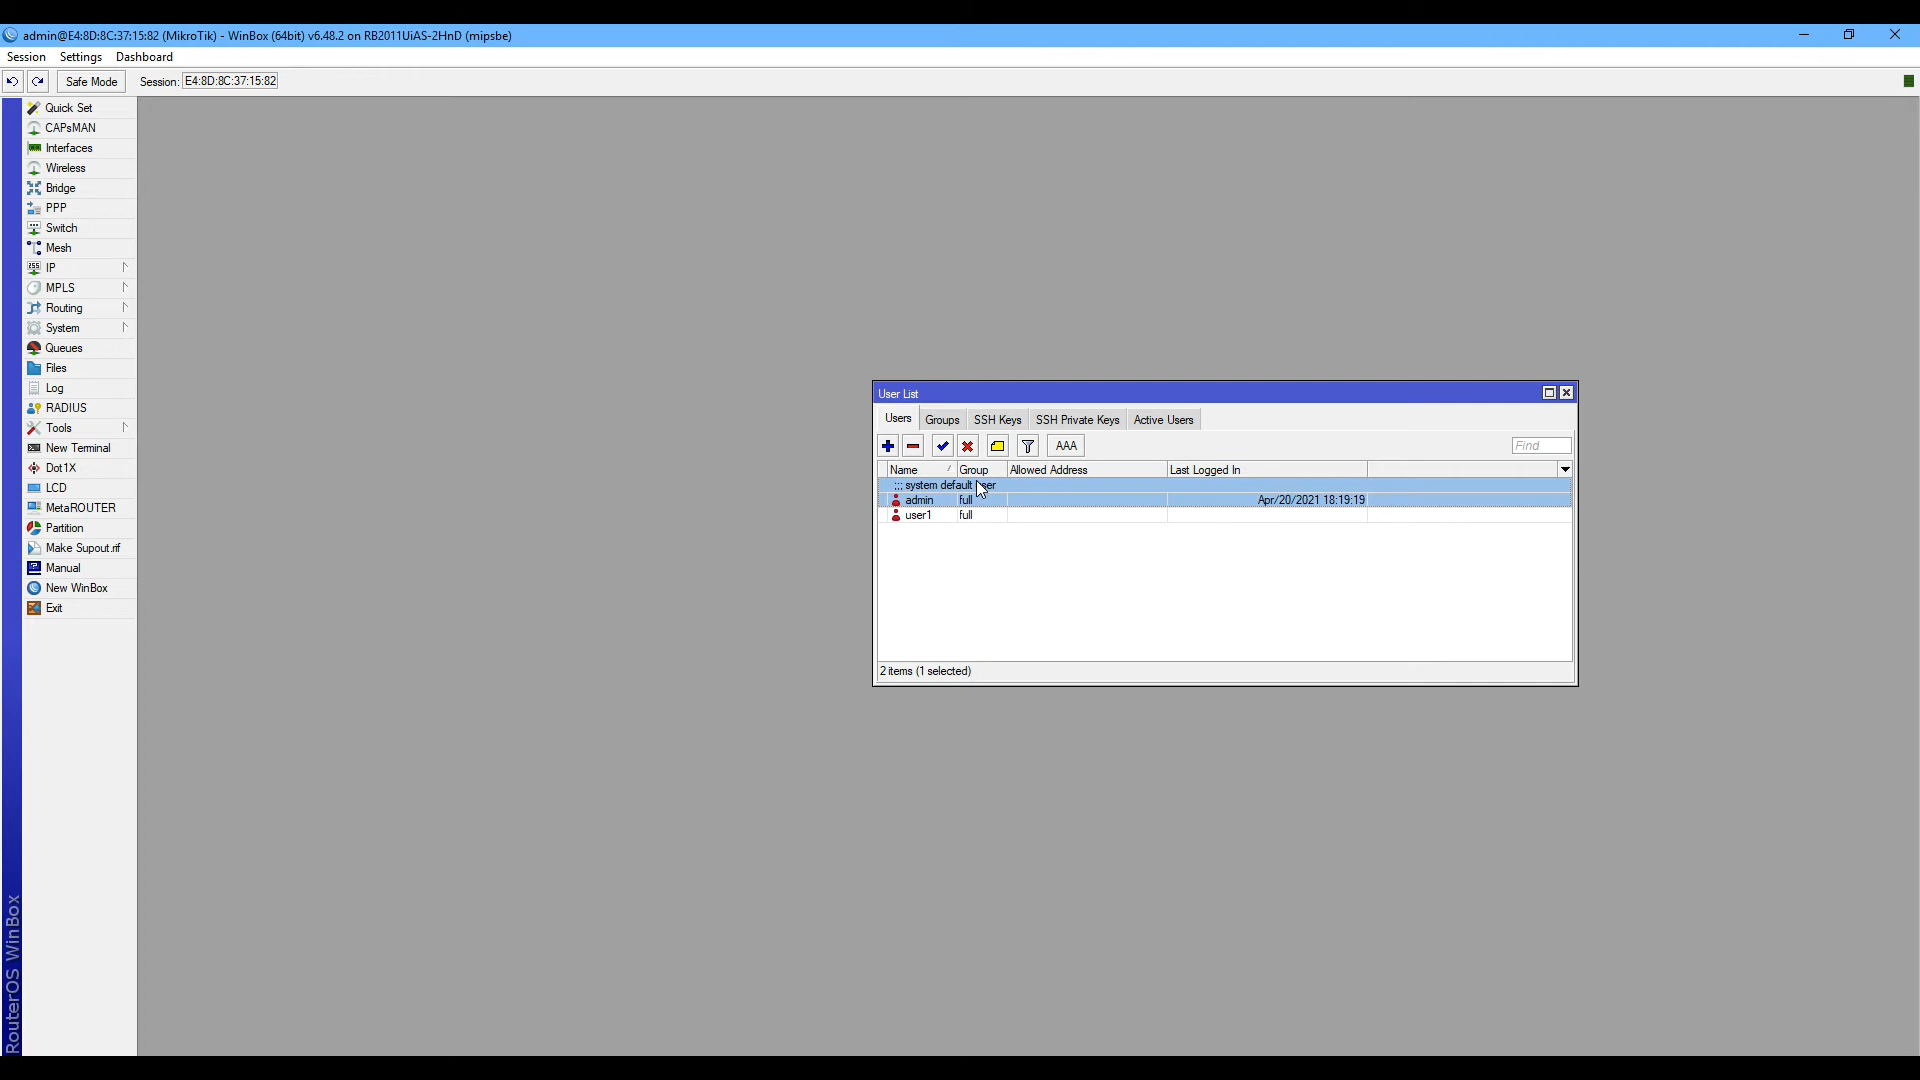 admin@E4:8D:8C:37:15:82 (MikroTik) - WinBox (64bit) v6.48.2 on RB2011UiAS-2HnD (mipsbe)
Session Settings Dashboard
Safe Mode Session: E4:8D:8C:37:15:82
Quick Set
CAPsMAN
Interfaces
Wireless
Bridge
PPP
Switch
Mesh
255 IP
MPLS
Routing
System
Queues
Files
Log
RADIUS
Tools
New Terminal
Dot1X
LCD
MetaROUTER
Partition
Make Supout.rif
Manual
New WinBox
Exit
RouterOS WinBox
User List
Users Groups SSH Keys SSH Private Keys Active Users
AAA Find
Name / Group Allowed Address Last Logged In
;;; system default
admin full Apr/20/2021 18:19:19
user1 full
2 items (1 selected)